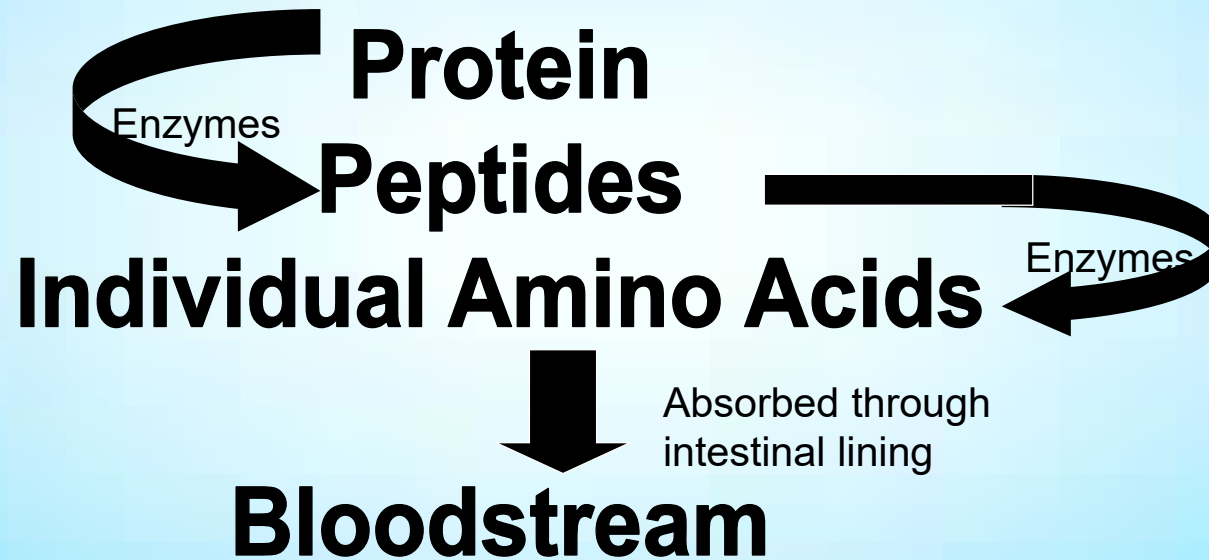 Protein
Enzymes
Peptides
Enzymes
Individual Amino Acids
Absorbed through
intestinal lining
Bloodstream